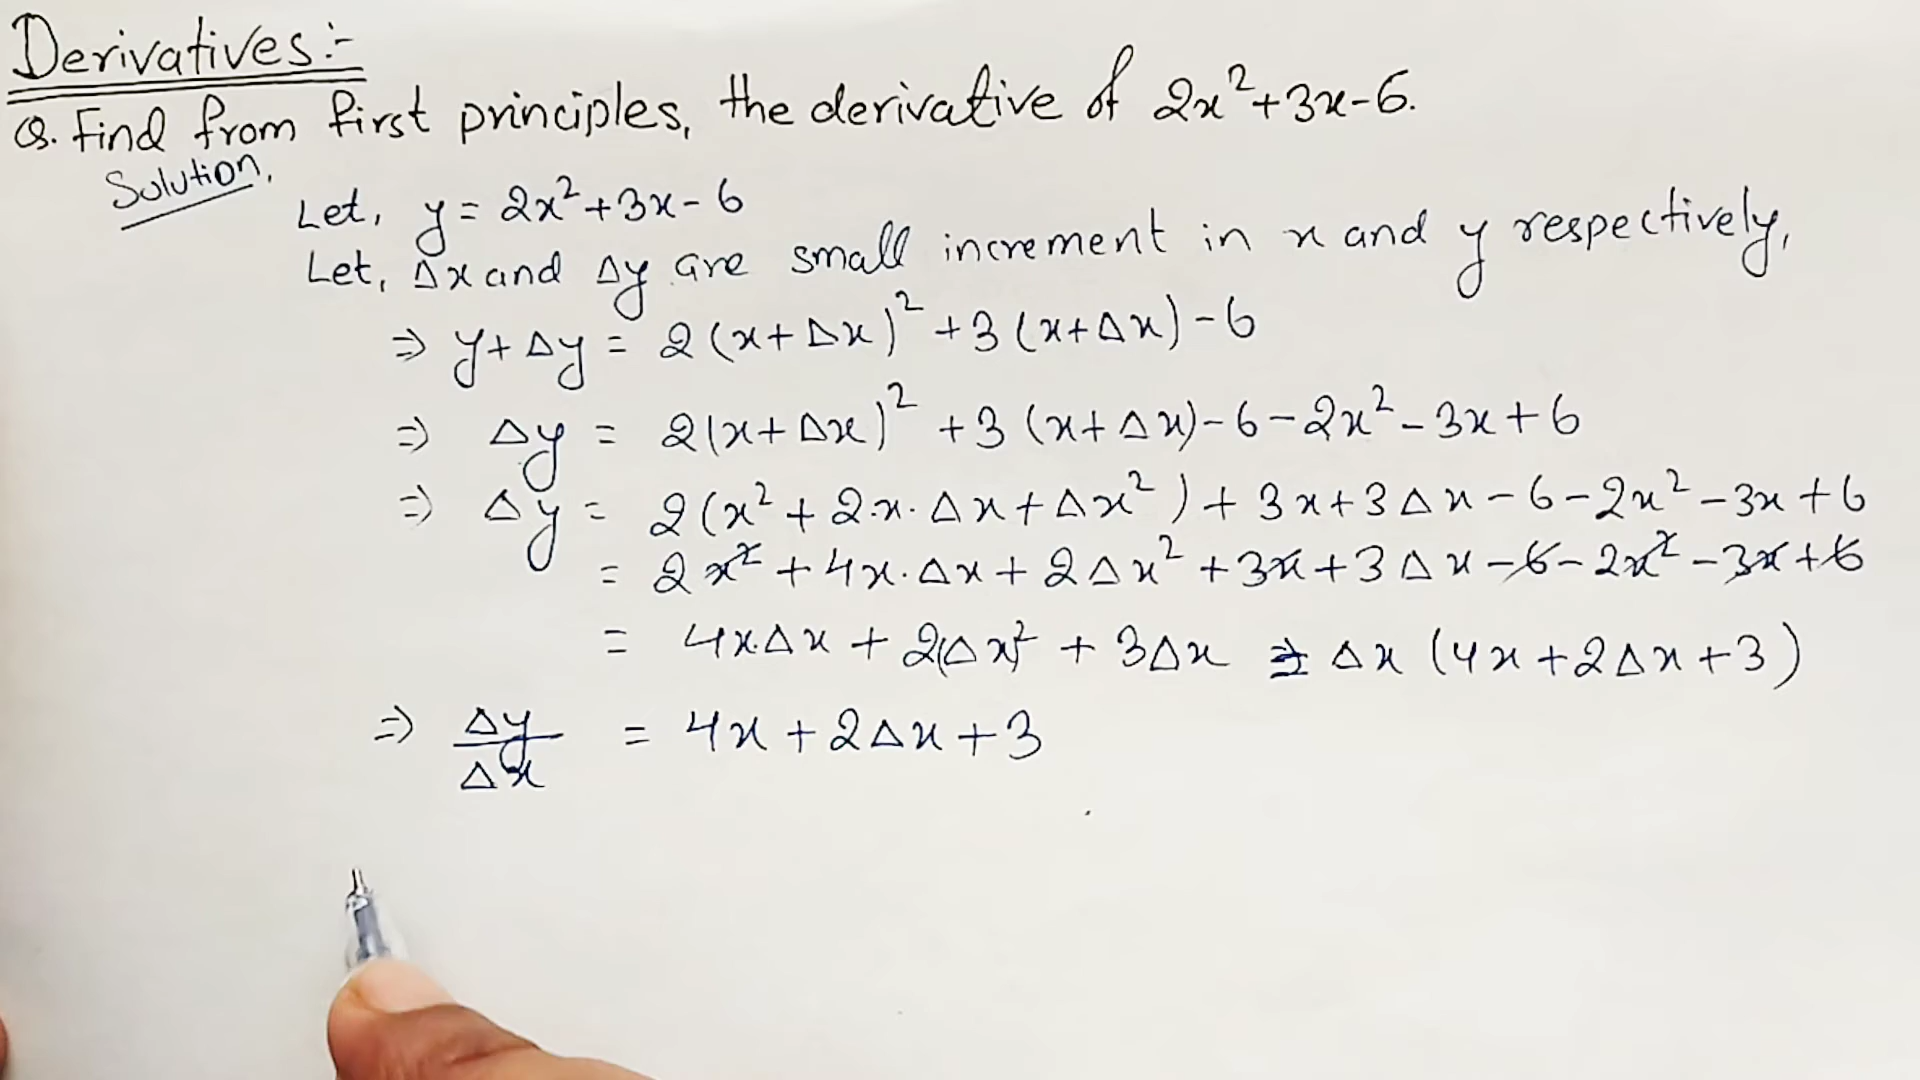 Derivatives:-
Q. Find from first principles, the derivative of 2x²+3x-6.
Solution,
Let, y = 2x²+3x-6
Let, Δx and Δy are small increment in x and y respectively,
⇒ y+Δy = 2(x+Δx)² +3(x+Δx)-6
⇒ Δy = 2(x+Δx)² +3(x+Δx)-6-2x²-3x+6
⇒ Δy = 2(x²+2.x.Δx+Δx²)+3x+3Δx-6-2x²-3x+6
= 2x²+4x.Δx+2Δx²+3x+3Δx-6-2x²-3x+6
= 4x.Δx+2(Δx)²+3Δx = Δx(4x+2Δx+3)
⇒ Δy/Δx = 4x+2Δx+3